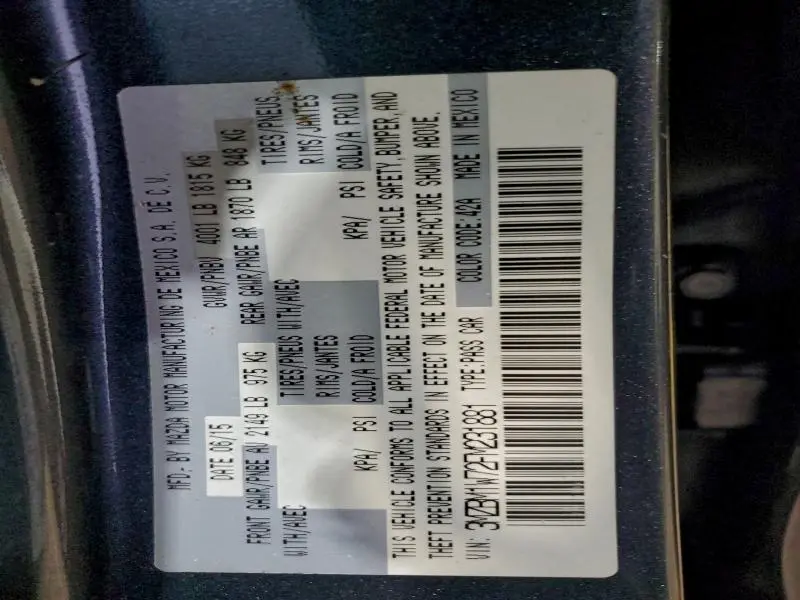 MFD. BY MAZDA MOTOR MANUFACTURING DE MEXICO S.A. DE C.V.
DATE 06/15
GVWR/PNBV 4001 LB 1815 KG
FRONT GAWR/PNBE AV 2149 LB 975 KG
REAR GAWR/PNBE AR 1870 LB 848 KG
WITH/AVEC
TIRES/PNEUS WITH/AVEC
TIRES/PNEUS
RIMS/JANTES
RIMS/JANTES
KPA/ PSI COLD/A FROID
KPA/ PSI COLD/A FROID
THIS VEHICLE CONFORMS TO ALL APPLICABLE FEDERAL MOTOR VEHICLE SAFETY, BUMPER, AND
THEFT PREVENTION STANDARDS IN EFFECT ON THE DATE OF MANUFACTURE SHOWN ABOVE.
VIN: 3MZBM1W72FM231881 TYPE:PASS CAR
COLOR CODE:42A MADE IN MEXICO